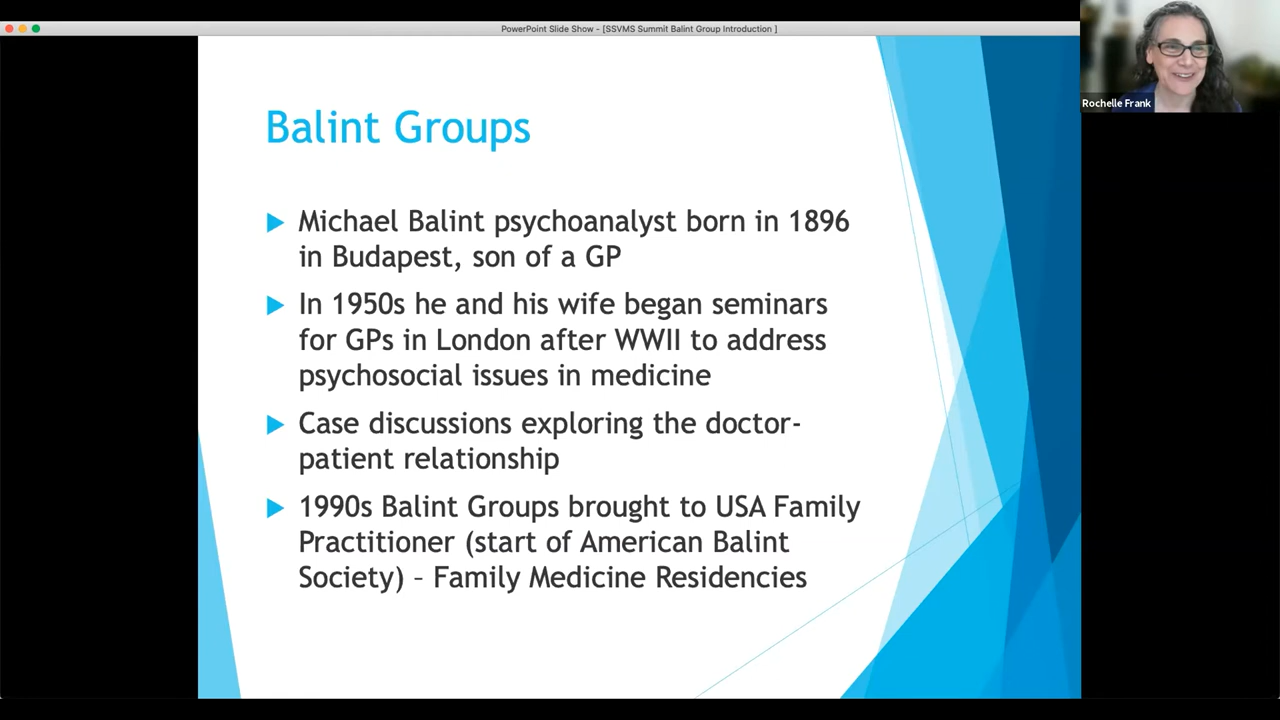 PowerPoint Slide Show - [SSVMS Summit Balint Group Introduction ]
Rochelle Frank
Balint Groups
Michael Balint psychoanalyst born in 1896
in Budapest, son of a GP
In 1950s he and his wife began seminars
for GPs in London after WWII to address
psychosocial issues in medicine
Case discussions exploring the doctor-
patient relationship
1990s Balint Groups brought to USA Family
Practitioner (start of American Balint
Society) – Family Medicine Residencies